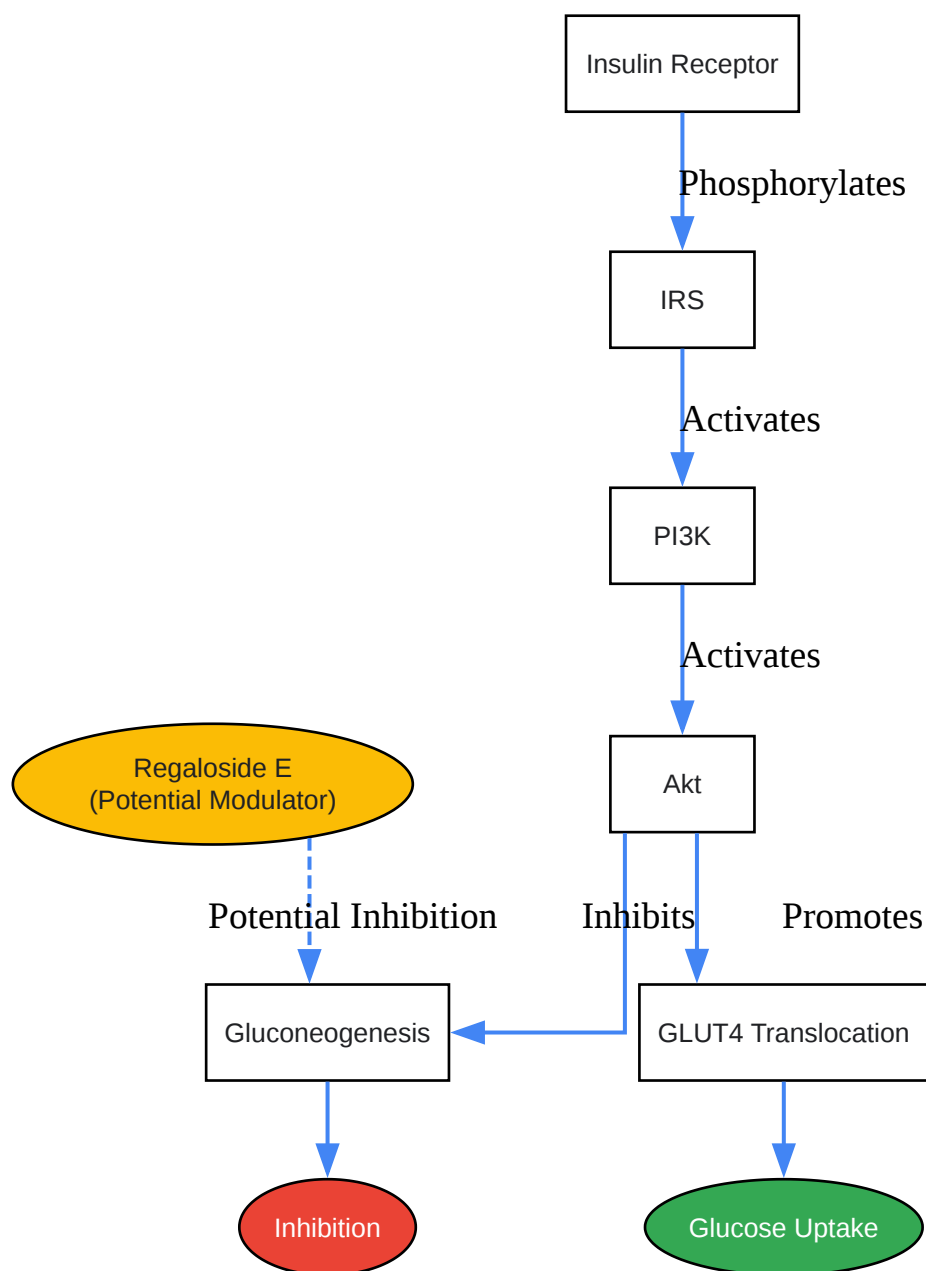 Insulin Receptor
Phosphorylates
IRS
Activates
PI3K
Activates
Regaloside E
(Potential Modulator)
Akt
Potential Inhibition
Inhibits
Promotes
Gluconeogenesis
GLUT4 Translocation
Inhibition
Glucose Uptake